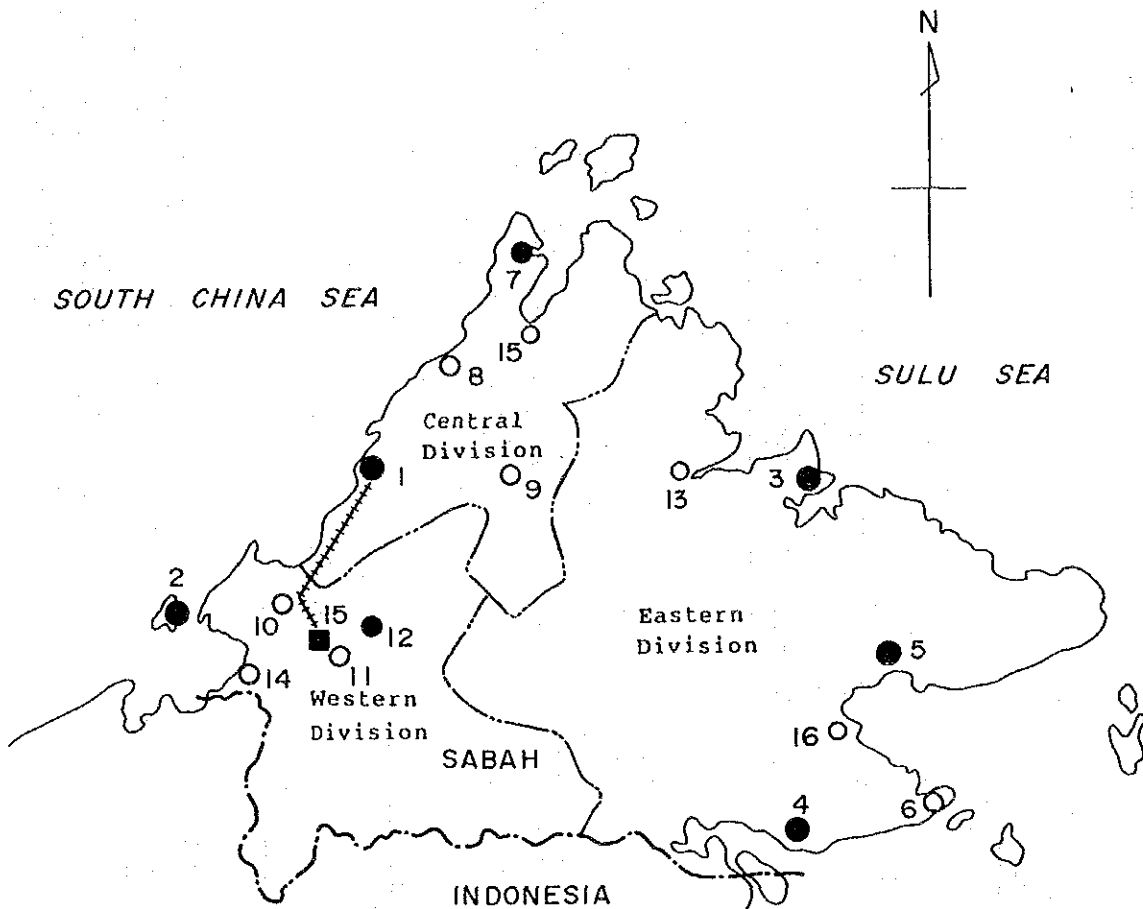 N
7
SOUTH CHINA SEA
15
8
SULU SEA
Central
Division
1
9
13
3
2
10
15
12
Eastern
Division
5
14
11
Western
Division
16
SABAH
4
6
INDONESIA